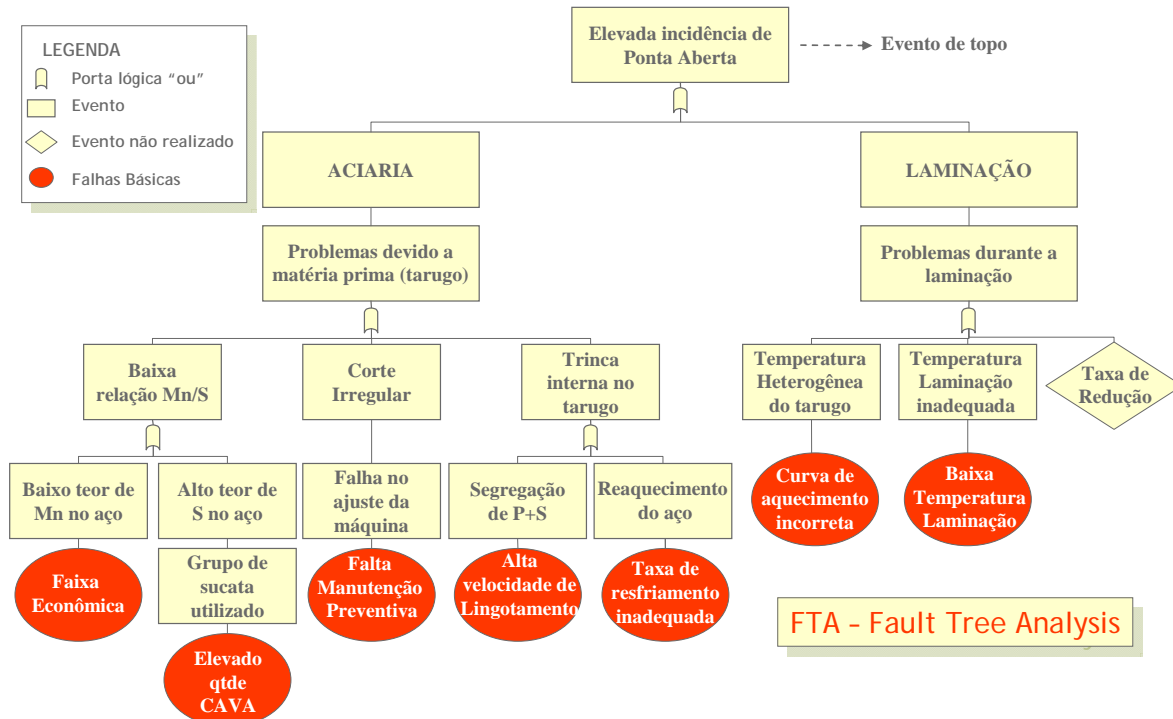 LEGENDA
Porta lógica “ou”
Evento
Evento não realizado
Falhas Básicas
Elevada incidência de
Ponta Aberta
Evento de topo
ACIARIA
LAMINAÇÃO
Problemas devido a
matéria prima (tarugo)
Problemas durante a
laminação
Baixa
relação Mn/S
Corte
Irregular
Trinca
interna no
tarugo
Temperatura
Heterogênea
do tarugo
Temperatura
Laminação
inadequada
Taxa de
Redução
Baixo teor de
Mn no aço
Alto teor de
S no aço
Falha no
ajuste da
máquina
Segregação
de P+S
Reaquecimento
do aço
Curva de
aquecimento
incorreta
Baixa
Temperatura
Laminação
Faixa
Econômica
Grupo de
sucata
utilizado
Falta
Manutenção
Preventiva
Alta
velocidade de
Lingotamento
Taxa de
resfriamento
inadequada
Elevado
qtde
CAVA
FTA - Fault Tree Analysis